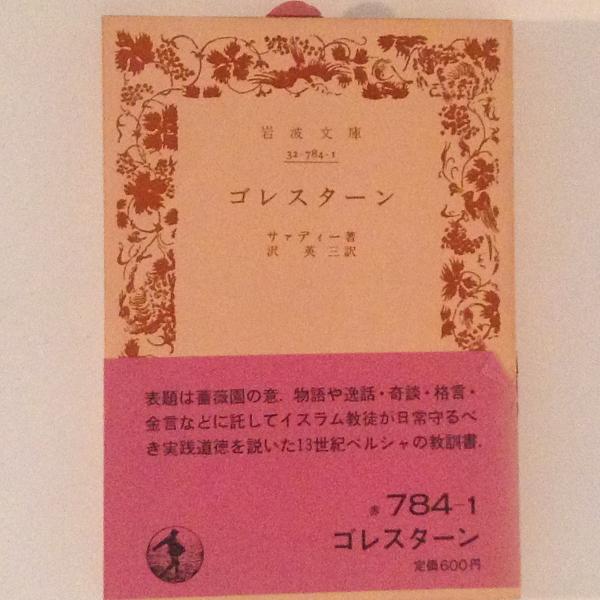 岩波文庫
32-784-1
ゴレスターン
サァディー著
沢英三訳
表題は薔薇園の意．物語や逸話・奇談・格言・
金言などに託してイスラム教徒が日常守るべ
き実践道徳を説いた13世紀ペルシャの教訓書．
赤 784-1
ゴレスターン
定価600円